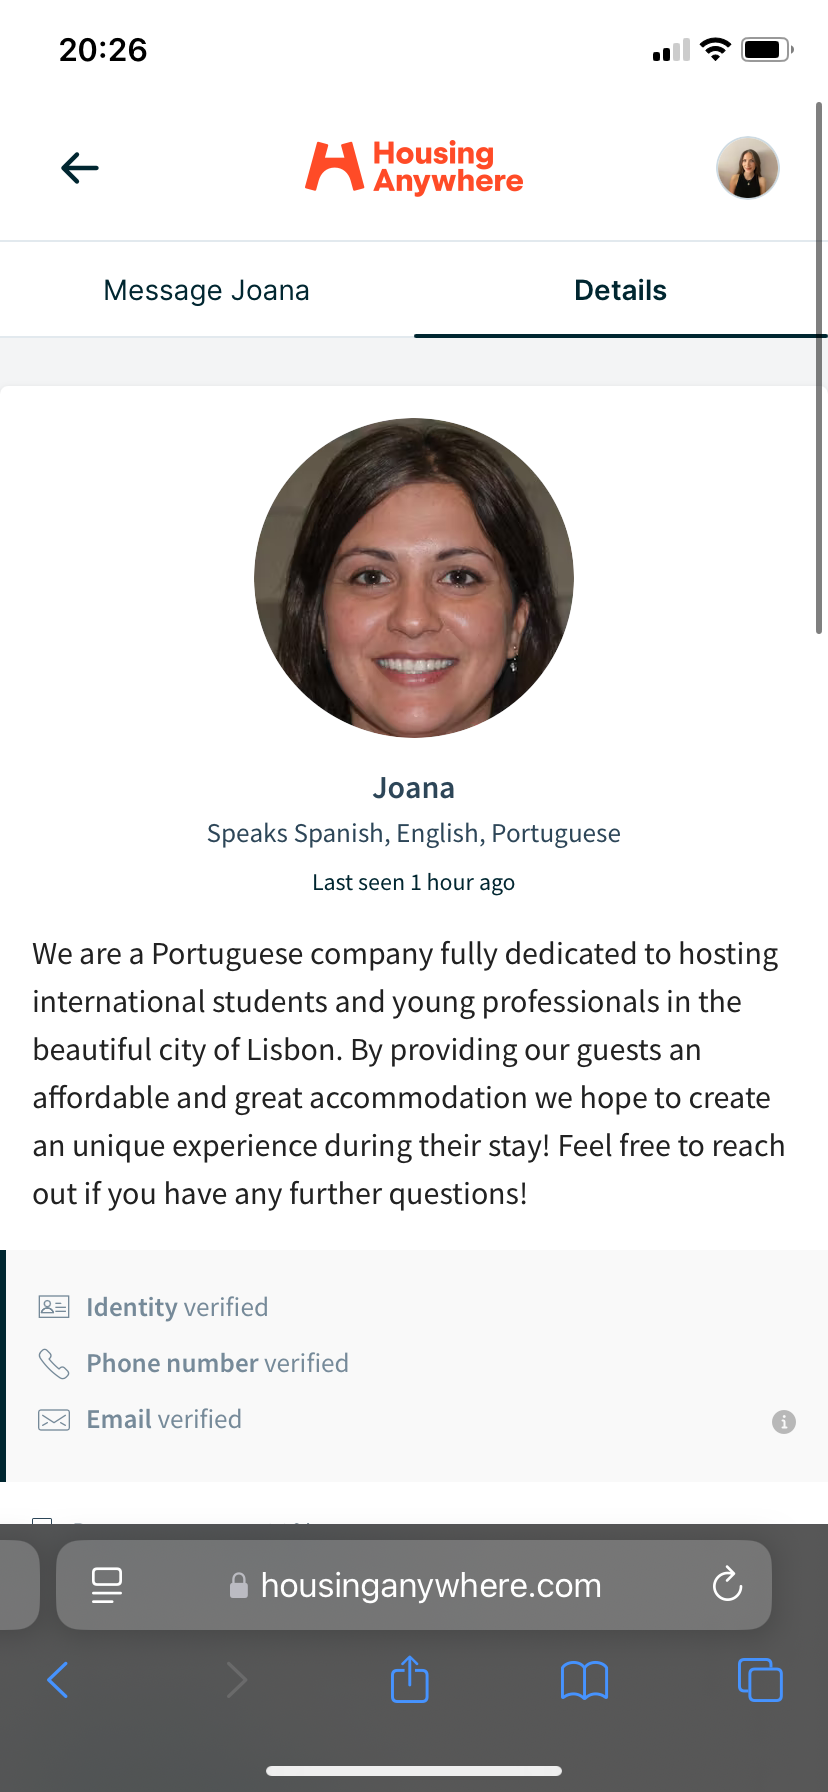 20:26
Housing
Anywhere
Message Joana
Details
Joana
Speaks Spanish, English, Portuguese
Last seen 1 hour ago
We are a Portuguese company fully dedicated to hosting
international students and young professionals in the
beautiful city of Lisbon. By providing our guests an
affordable and great accommodation we hope to create
an unique experience during their stay! Feel free to reach
out if you have any further questions!
Identity verified
Phone number verified
Email verified
housinganywhere.com